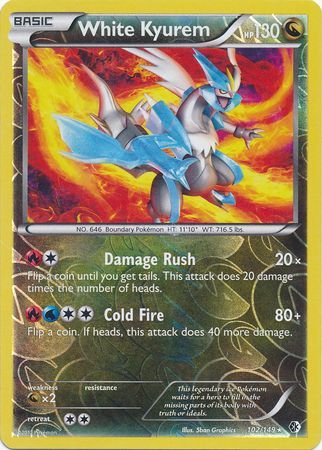 BASIC
White Kyurem
HP 130
NO. 646 Boundary Pokémon HT: 11'10" WT: 716.5 lbs.
Damage Rush 20×
Flip a coin until you get tails. This attack does 20 damage
times the number of heads.
Cold Fire 80+
Flip a coin. If heads, this attack does 40 more damage.
weakness
×2
resistance
retreat
This legendary ice Pokémon
waits for a hero to fill in the
missing parts of its body with
truth or ideals.
Illus. 5ban Graphics
102/149